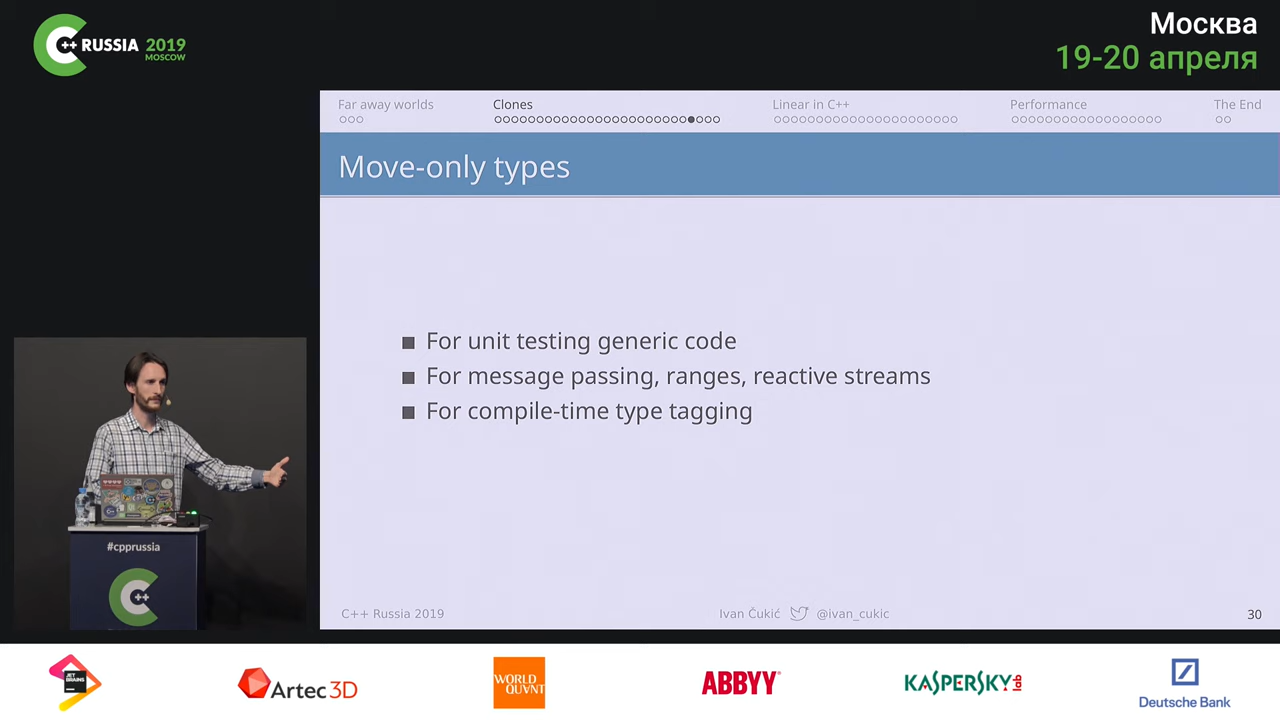 C++ RUSSIA 2019
MOSCOW
Москва
19-20 апреля
Far away worlds
Clones
Linear in C++
Performance
The End
Move-only types
For unit testing generic code
For message passing, ranges, reactive streams
For compile-time type tagging
C++ Russia 2019
Ivan Čukić
@ivan_cukic
30
#cpprussia
C++
JET
BRAINS
Artec 3D
WORLD
QUVNT
ABBYY
KASPERSKY lab
Deutsche Bank